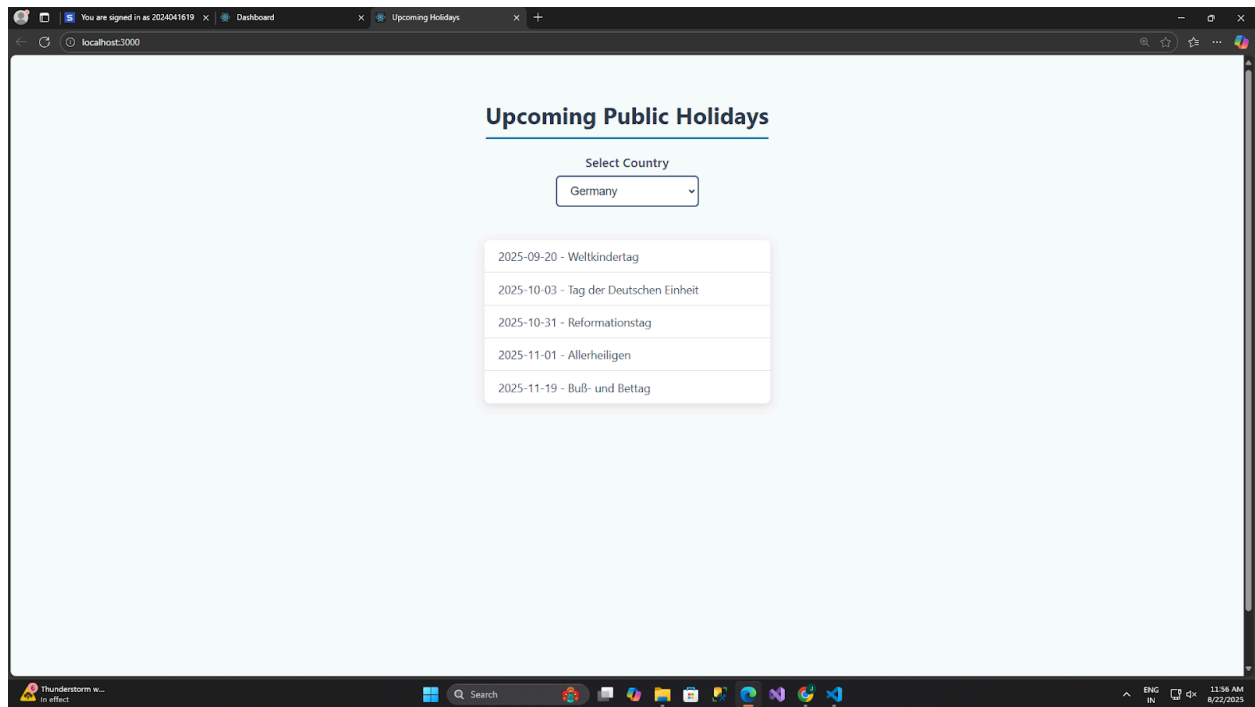 You are signed in as 2024041619
Dashboard
Upcoming Holidays
localhost:3000
Upcoming Public Holidays
Select Country
Germany
2025-09-20 - Weltkindertag
2025-10-03 - Tag der Deutschen Einheit
2025-10-31 - Reformationstag
2025-11-01 - Allerheiligen
2025-11-19 - Buß- und Bettag
6
Thunderstorm w...
In effect
Search
ENG
IN
11:56 AM
8/22/2025